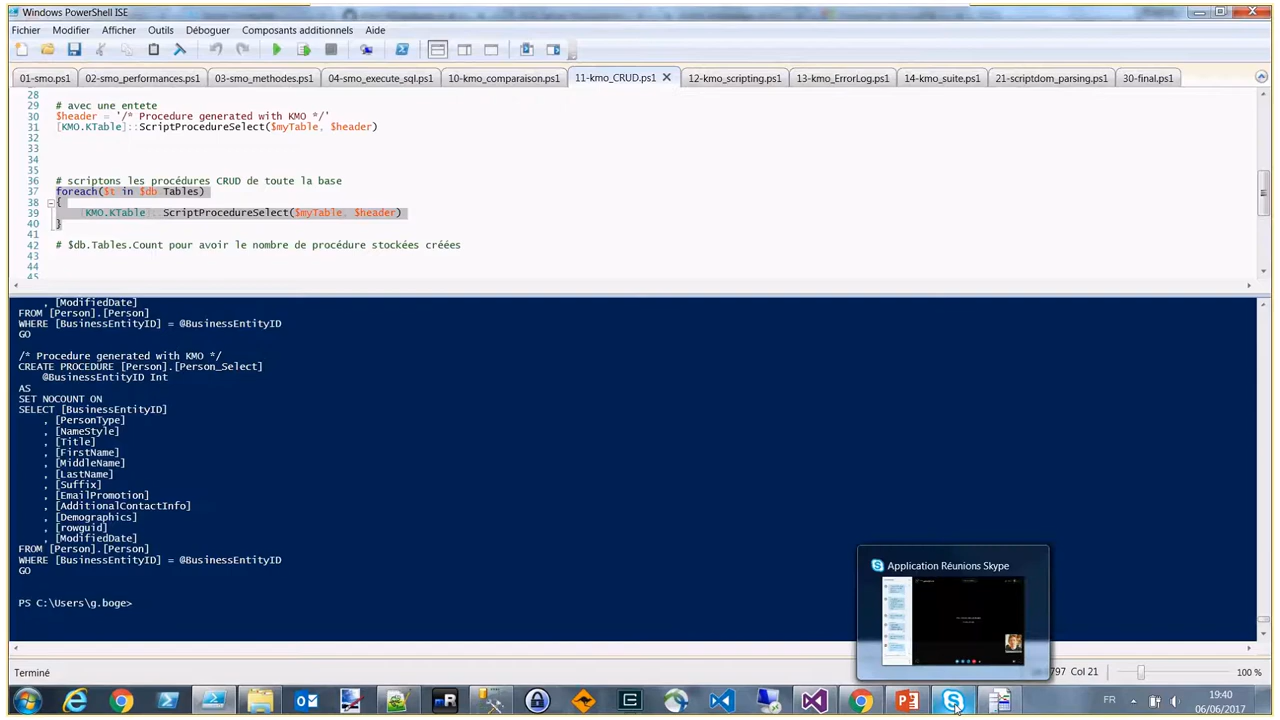 Windows PowerShell ISE
Fichier Modifier Afficher Outils Déboguer Composants additionnels Aide
01-smo.ps1 02-smo_performances.ps1 03-smo_methodes.ps1 04-smo_execute_sql.ps1 10-kmo_comparaison.ps1 11-kmo_CRUD.ps1 12-kmo_scripting.ps1 13-kmo_ErrorLog.ps1 14-kmo_suite.ps1 21-scriptdom_parsing.ps1 30-final.ps1
28
29 # avec une entete
30 $header = '/* Procedure generated with KMO */'
31 [KMO.KTable]::ScriptProcedureSelect($myTable, $header)
32
33
34
35
36 # scriptons les procédures CRUD de toute la base
37 foreach($t in $db Tables)
38 {
39 [KMO.KTable]::ScriptProcedureSelect($myTable, $header)
40 }
41
42 # $db.Tables.Count pour avoir le nombre de procédure stockées créées
43
44
45
, [ModifiedDate]
FROM [Person].[Person]
WHERE [BusinessEntityID] = @BusinessEntityID
GO
/* Procedure generated with KMO */
CREATE PROCEDURE [Person].[Person_Select]
@BusinessEntityID Int
AS
SET NOCOUNT ON
SELECT [BusinessEntityID]
, [PersonType]
, [NameStyle]
, [Title]
, [FirstName]
, [MiddleName]
, [LastName]
, [Suffix]
, [EmailPromotion]
, [AdditionalContactInfo]
, [Demographics]
, [rowguid]
, [ModifiedDate]
FROM [Person].[Person]
WHERE [BusinessEntityID] = @BusinessEntityID
GO
PS C:\Users\g.boge>
Application Réunions Skype
Terminé Col 21 100 %
FR 19:40
06/06/2017